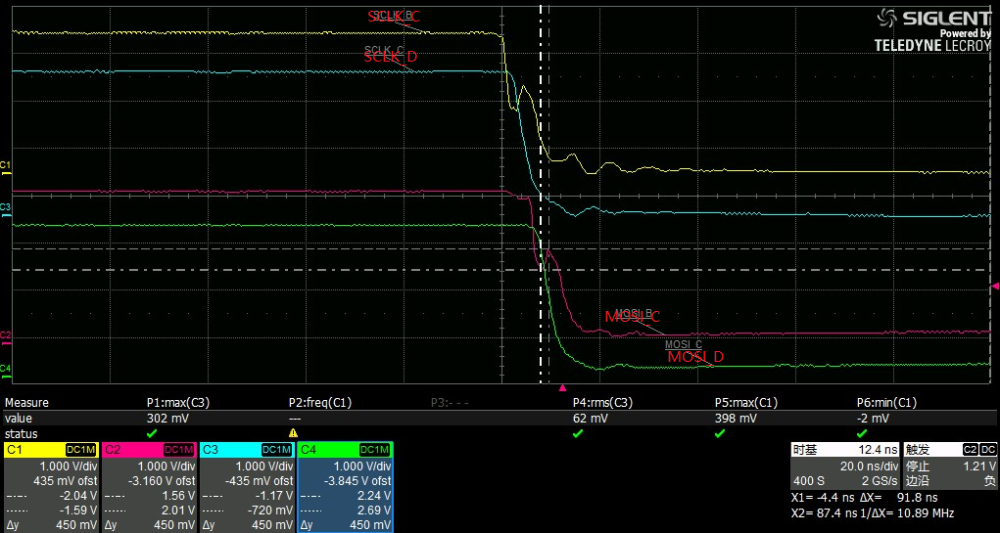 SCLK_B
SCLK_C
SIGLENT
Powered by
TELEDYNE LECROY
SCLK_C
SCLK_D
C1
C3
MOSI_B
MOSI_C
C2
MOSI_C
MOSI_D
C4
Measure P1:max(C3) P2:freq(C1) P3:--- P4:rms(C3) P5:max(C1) P6:min(C1)
value 302 mV --- 62 mV 398 mV -2 mV
status
C1 DC1M C2 DC1M C3 DC1M C4 DC1M 时基 12.4 ns 触发 C2 DC
1.000 V/div 1.000 V/div 1.000 V/div 1.000 V/div 20.0 ns/div 停止 1.21 V
435 mV ofst -3.160 V ofst -435 mV ofst -3.845 V ofst 400 S 2 GS/s 边沿 负
-2.04 V 1.56 V -1.17 V 2.24 V X1= -4.4 ns ΔX= 91.8 ns
-1.59 V 2.01 V -720 mV 2.69 V X2= 87.4 ns 1/ΔX= 10.89 MHz
Δy 450 mV Δy 450 mV Δy 450 mV Δy 450 mV